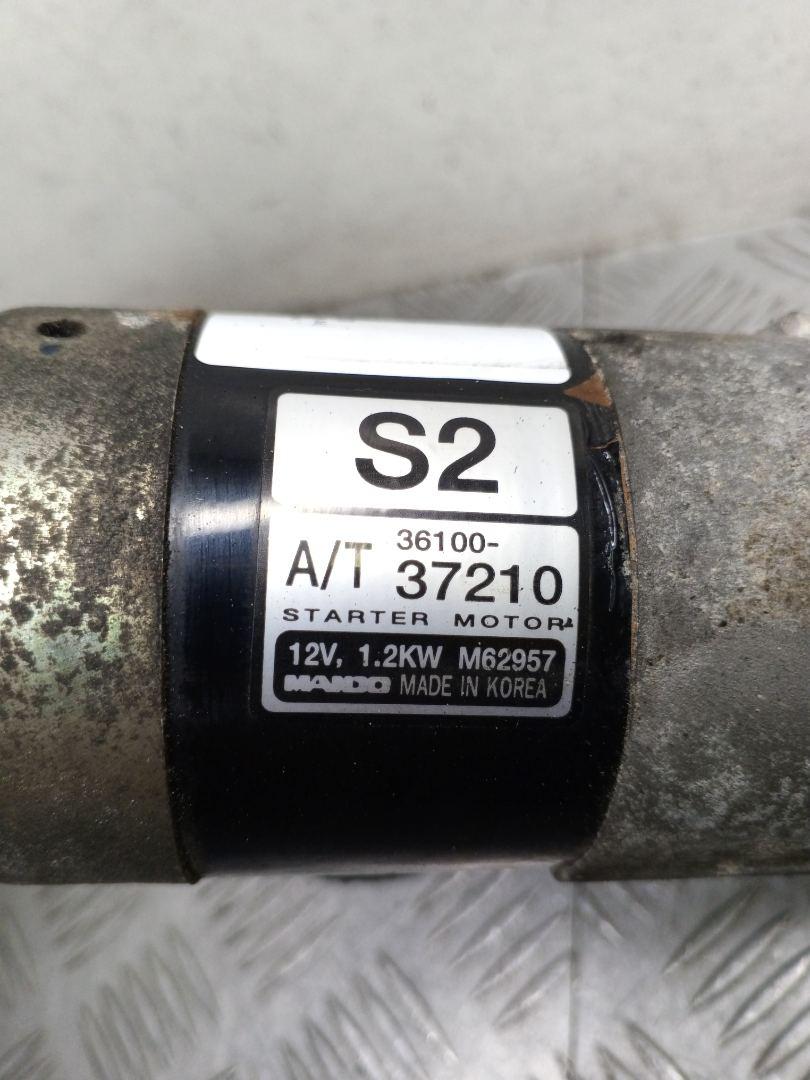 S2
A/T 36100-
37210
STARTER MOTOR
12V, 1.2KW M62957
MANDO MADE IN KOREA